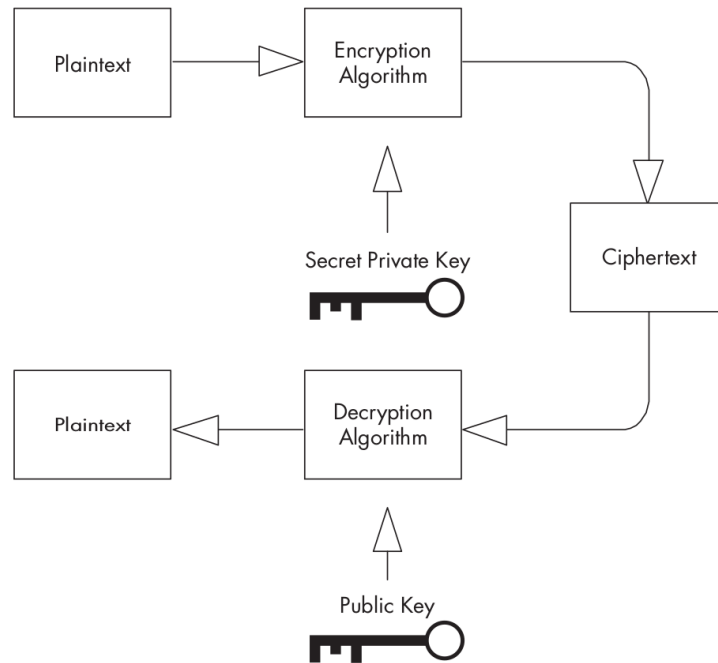 Plaintext
Encryption
Algorithm
Secret Private Key
Ciphertext
Plaintext
Decryption
Algorithm
Public Key